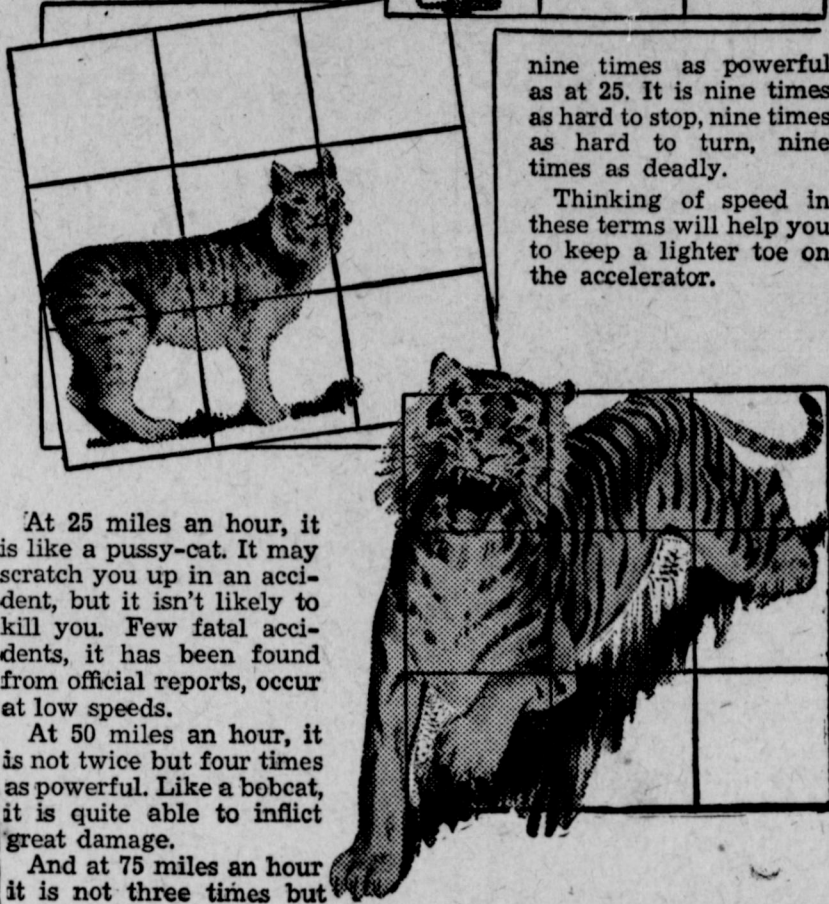 At 25 miles an hour, it
is like a pussy-cat. It may
scratch you up in an acci-
dent, but it isn't likely to
kill you. Few fatal acci-
dents, it has been found
from official reports, occur
at low speeds.
At 50 miles an hour, it
is not twice but four times
as powerful. Like a bobcat,
it is quite able to inflict
great damage.
And at 75 miles an hour
it is not three times but
nine times as powerful
as at 25. It is nine times
as hard to stop, nine times
as hard to turn, nine
times as deadly.
Thinking of speed in
these terms will help you
to keep a lighter toe on
the accelerator.